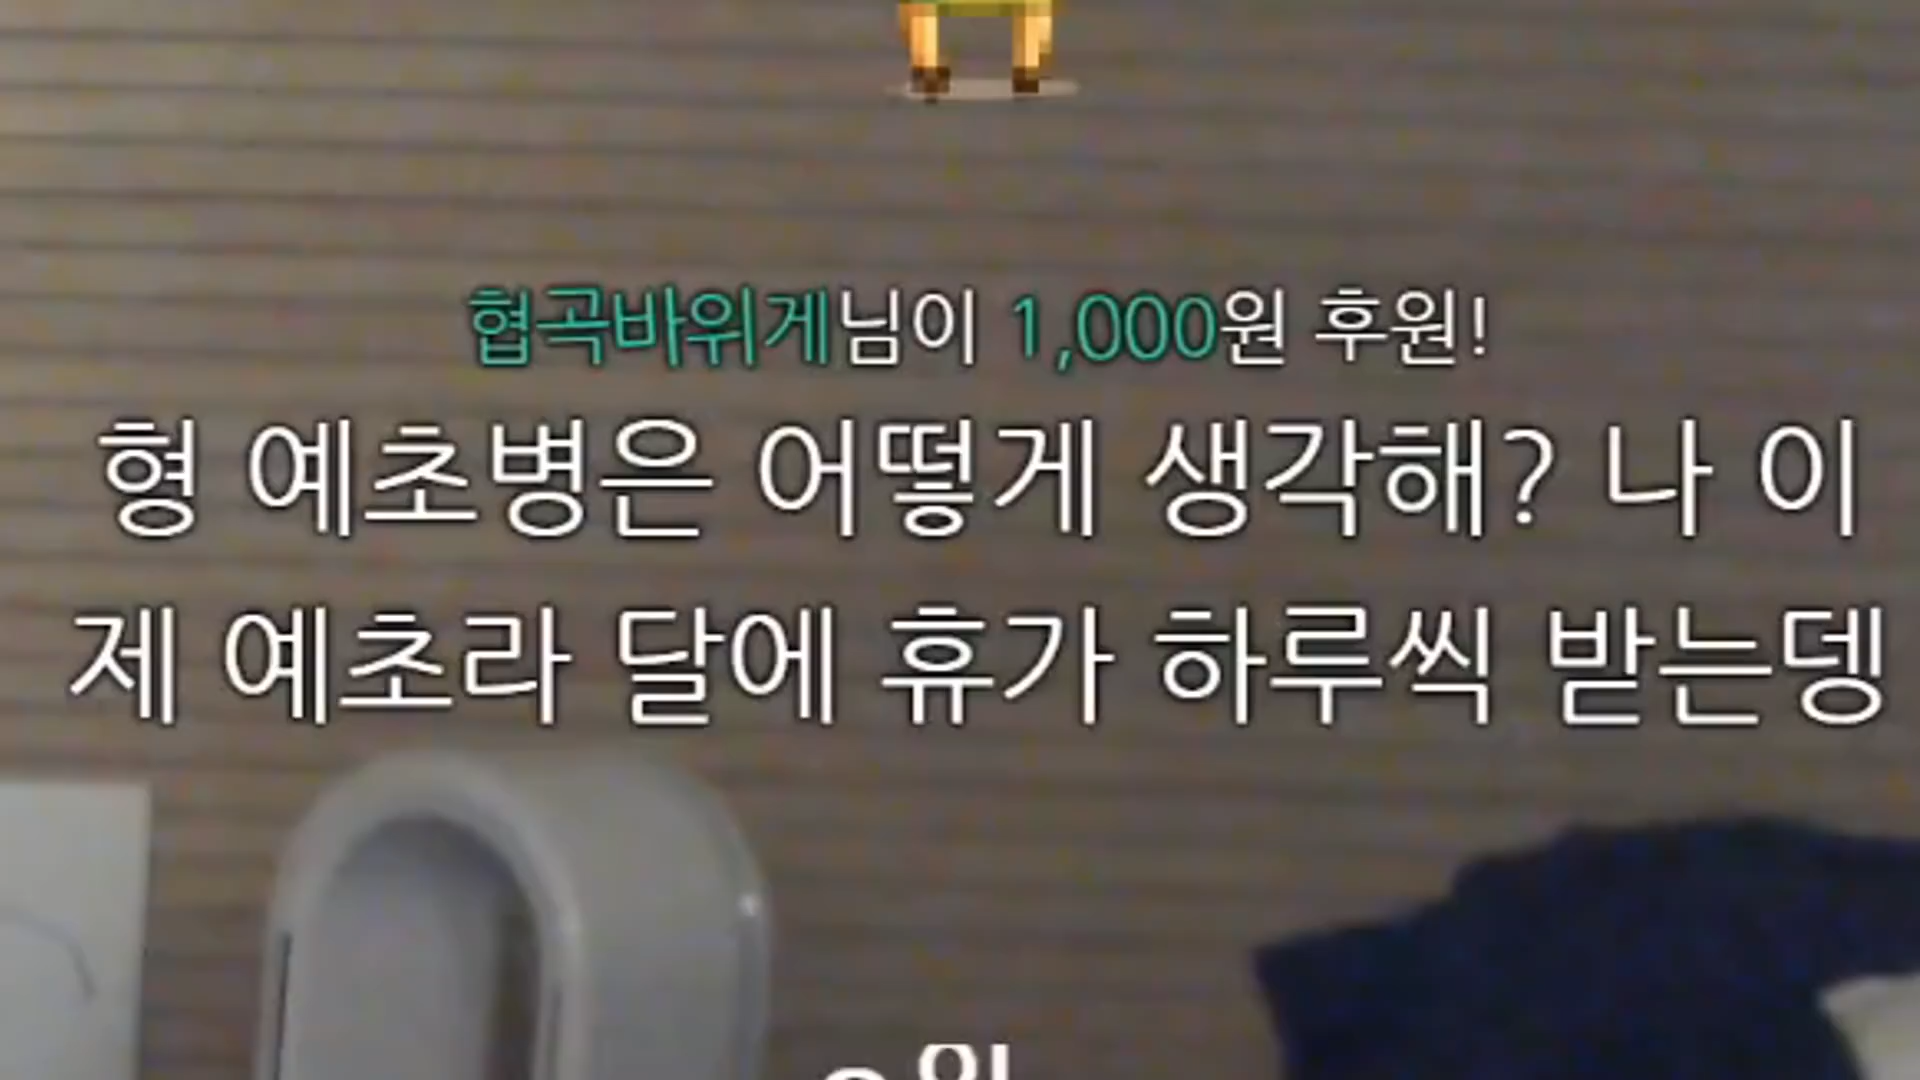 협곡바위게님이 1,000원 후원!
형 예초병은 어떻게 생각해? 나 이
제 예초라 달에 휴가 하루씩 받는뎅